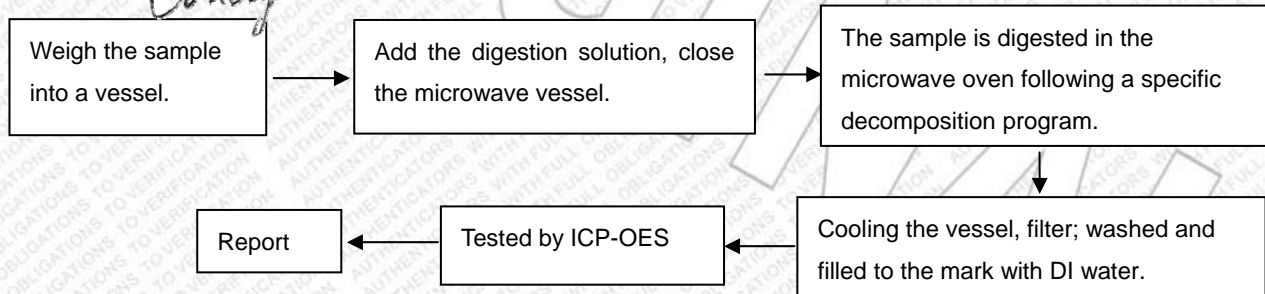 Weigh the sample
into a vessel.
Add the digestion solution, close
the microwave vessel.
The sample is digested in the
microwave oven following a specific
decomposition program.
Cooling the vessel, filter; washed and
filled to the mark with DI water.
Tested by ICP-OES
Report